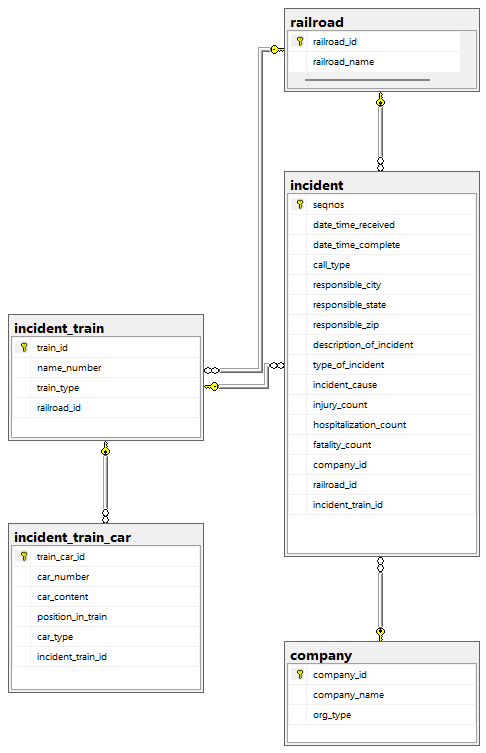 railroad
railroad_id
railroad_name
incident
seqnos
date_time_received
date_time_complete
call_type
responsible_city
responsible_state
responsible_zip
description_of_incident
type_of_incident
incident_cause
injury_count
hospitalization_count
fatality_count
company_id
railroad_id
incident_train_id
incident_train
train_id
name_number
train_type
railroad_id
incident_train_car
train_car_id
car_number
car_content
position_in_train
car_type
incident_train_id
company
company_id
company_name
org_type